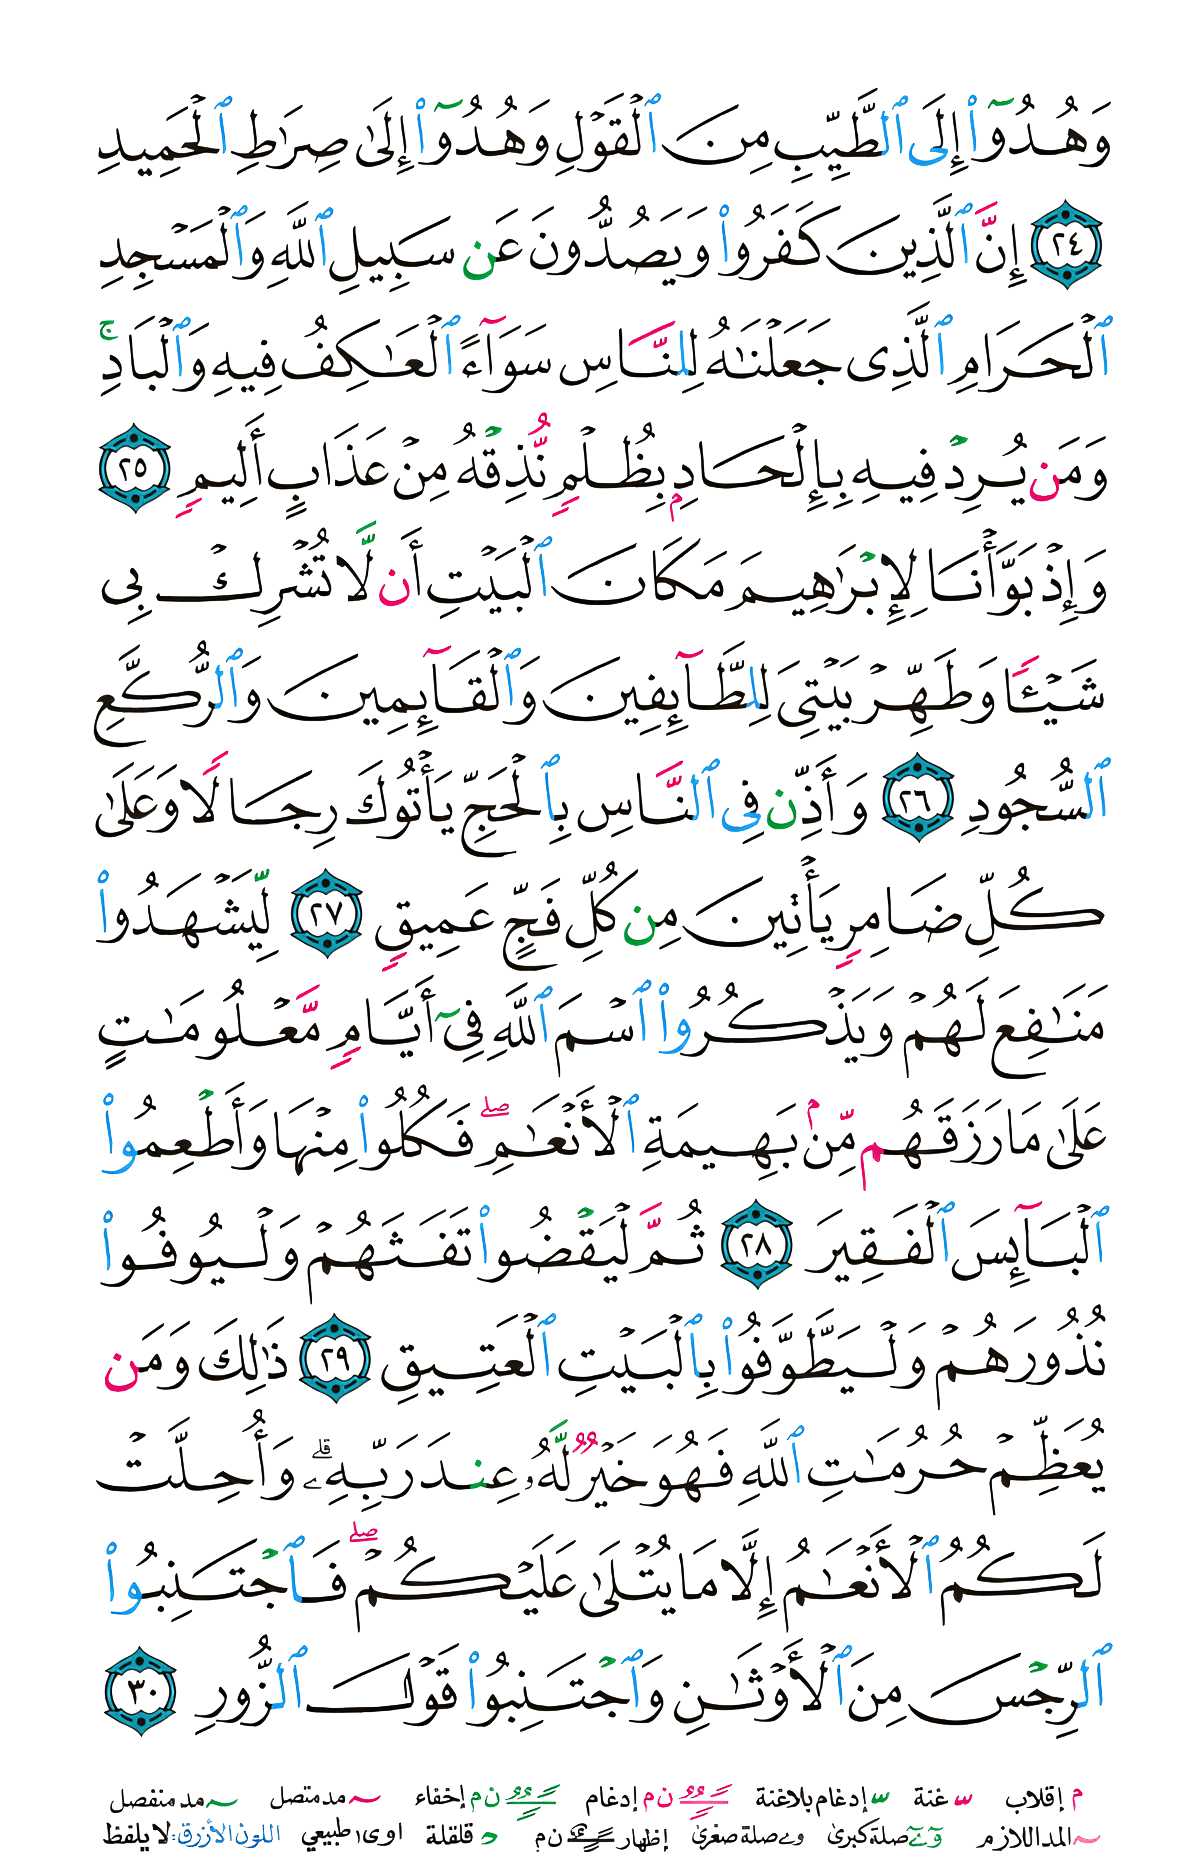 وَهُدُوٓا۟ إِلَى ٱلطَّيِّبِ مِنَ ٱلْقَوْلِ وَهُدُوٓا۟ إِلَىٰ صِرَٰطِ ٱلْحَمِيدِ
٢٤ إِنَّ ٱلَّذِينَ كَفَرُوا۟ وَيَصُدُّونَ عَن سَبِيلِ ٱللَّهِ وَٱلْمَسْجِدِ
ٱلْحَرَامِ ٱلَّذِى جَعَلْنَٰهُ لِلنَّاسِ سَوَآءً ٱلْعَٰكِفُ فِيهِ وَٱلْبَادِ ۚ
وَمَن يُرِدْ فِيهِ بِإِلْحَادٍۭ بِظُلْمٍ نُّذِقْهُ مِنْ عَذَابٍ أَلِيمٍ ٢٥
وَإِذْ بَوَّأْنَا لِإِبْرَٰهِيمَ مَكَانَ ٱلْبَيْتِ أَن لَّا تُشْرِكْ بِى
شَيْـًٔا وَطَهِّرْ بَيْتِىَ لِلطَّآئِفِينَ وَٱلْقَآئِمِينَ وَٱلرُّكَّعِ
ٱلسُّجُودِ ٢٦ وَأَذِّن فِى ٱلنَّاسِ بِٱلْحَجِّ يَأْتُوكَ رِجَالًا وَعَلَىٰ
كُلِّ ضَامِرٍ يَأْتِينَ مِن كُلِّ فَجٍّ عَمِيقٍ ٢٧ لِّيَشْهَدُوا۟
مَنَٰفِعَ لَهُمْ وَيَذْكُرُوا۟ ٱسْمَ ٱللَّهِ فِىٓ أَيَّامٍ مَّعْلُومَٰتٍ
عَلَىٰ مَا رَزَقَهُم مِّنۢ بَهِيمَةِ ٱلْأَنْعَٰمِ ۖ فَكُلُوا۟ مِنْهَا وَأَطْعِمُوا۟
ٱلْبَآئِسَ ٱلْفَقِيرَ ٢٨ ثُمَّ لْيَقْضُوا۟ تَفَثَهُمْ وَلْيُوفُوا۟
نُذُورَهُمْ وَلْيَطَّوَّفُوا۟ بِٱلْبَيْتِ ٱلْعَتِيقِ ٢٩ ذَٰلِكَ وَمَن
يُعَظِّمْ حُرُمَٰتِ ٱللَّهِ فَهُوَ خَيْرٌ لَّهُۥ عِندَ رَبِّهِۦ ۗ وَأُحِلَّتْ
لَكُمُ ٱلْأَنْعَٰمُ إِلَّا مَا يُتْلَىٰ عَلَيْكُمْ ۖ فَٱجْتَنِبُوا۟
ٱلرِّجْسَ مِنَ ٱلْأَوْثَٰنِ وَٱجْتَنِبُوا۟ قَوْلَ ٱلزُّورِ ٣٠
م إقلاب غنة إدغام بلاغنة ن م إدغام ن م إخفاء مد متصل مد منفصل
المد اللازم صلة كبرى صلة صغرى إظهار ن م قلقلة ا و ى طبيعي اللون الأزرق: لا يلفظ